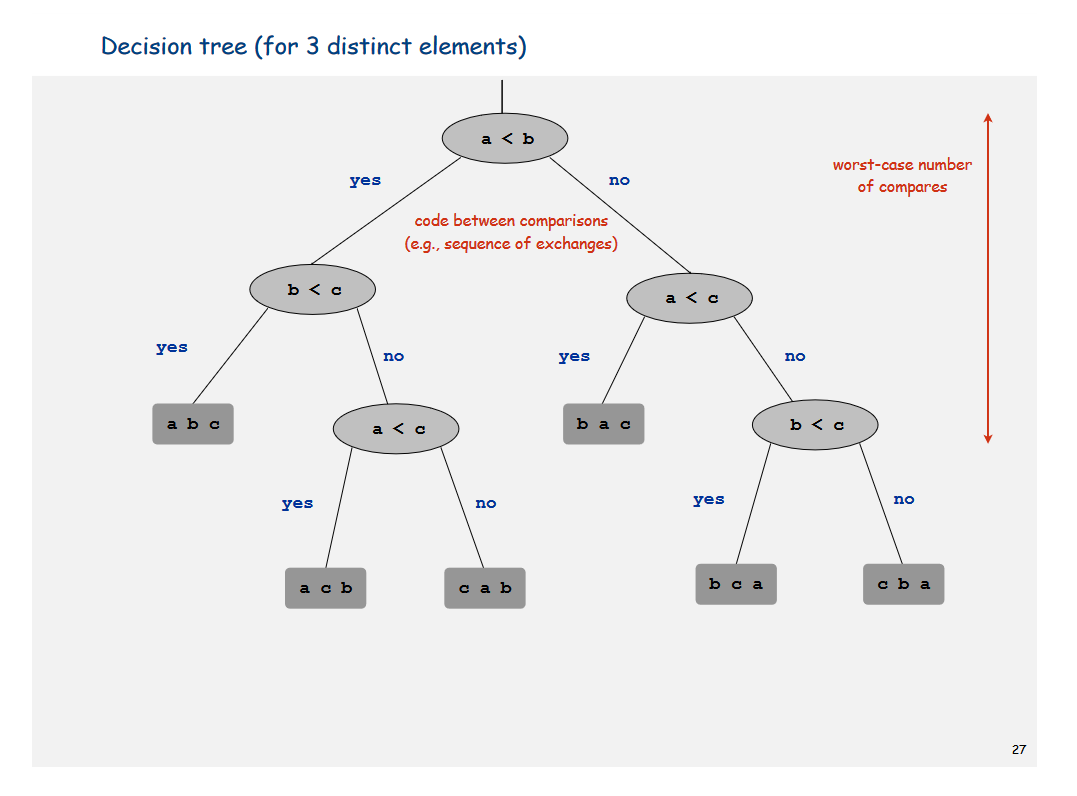 Decision tree (for 3 distinct elements)
a < b
worst-case number
of compares
yes
no
code between comparisons
(e.g., sequence of exchanges)
b < c
a < c
yes
no
yes
no
a b c
a < c
b a c
b < c
yes
no
yes
no
a c b
c a b
b c a
c b a
27